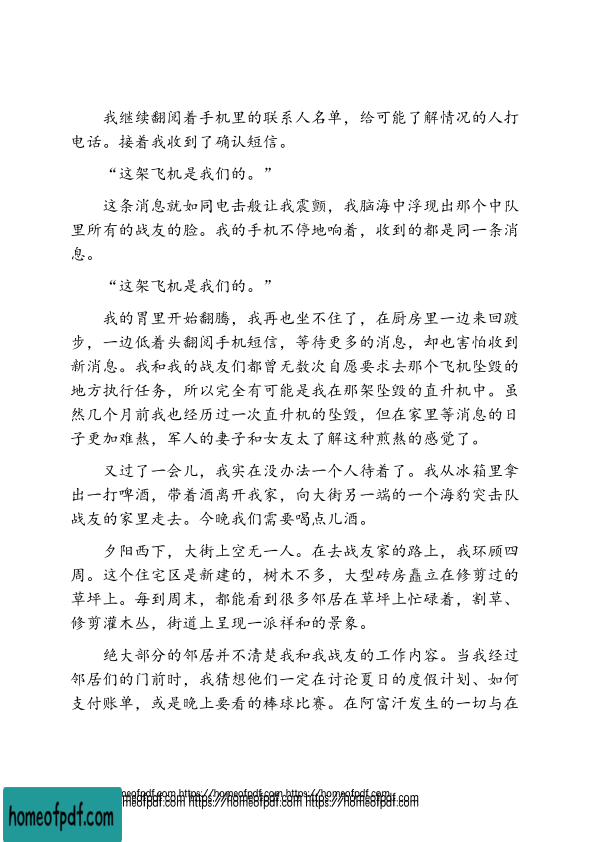 我继续翻阅着手机里的联系人名单，给可能了解情况的人打
电话。接着我收到了确认短信。
“这架飞机是我们的。”
这条消息就如同电击般让我震颤，我脑海中浮现出那个中队
里所有的战友的脸。我的手机不停地响着，收到的都是同一条消
息。
“这架飞机是我们的。”
我的胃里开始翻腾，我再也坐不住了，在厨房里一边来回踱
步，一边低着头翻阅手机短信，等待更多的消息，却也害怕收到
新消息。我和我的战友们都曾无数次自愿要求去那个飞机坠毁的
地方执行任务，所以完全有可能是我在那架坠毁的直升机中。虽
然几个月前我也经历过一次直升机的坠毁，但在家里等消息的日
子更加难熬，军人的妻子和女友太了解这种煎熬的感觉了。
又过了一会儿，我实在没办法一个人待着了。我从冰箱里拿
出一打啤酒，带着酒离开我家，向大街另一端的一个海豹突击队
战友的家里走去。今晚我们需要喝点儿酒。
夕阳西下，大街上空无一人。在去战友家的路上，我环顾四
周。这个住宅区是新建的，树木不多，大型砖房矗立在修剪过的
草坪上。每到周末，都能看到很多邻居在草坪上忙碌着，割草、
修剪灌木丛，街道上呈现一派祥和的景象。
绝大部分的邻居并不清楚我和我战友的工作内容。当我经过
邻居们的门前时，我猜想他们一定在讨论夏日的度假计划、如何
支付账单，或是晚上要看的棒球比赛。在阿富汗发生的一切与在
homeofpdf.com https://homeofpdf.com https://homeofpdf.com
homeofpdf.com https://homeofpdf.com https://homeofpdf.com
homeofpdf.com